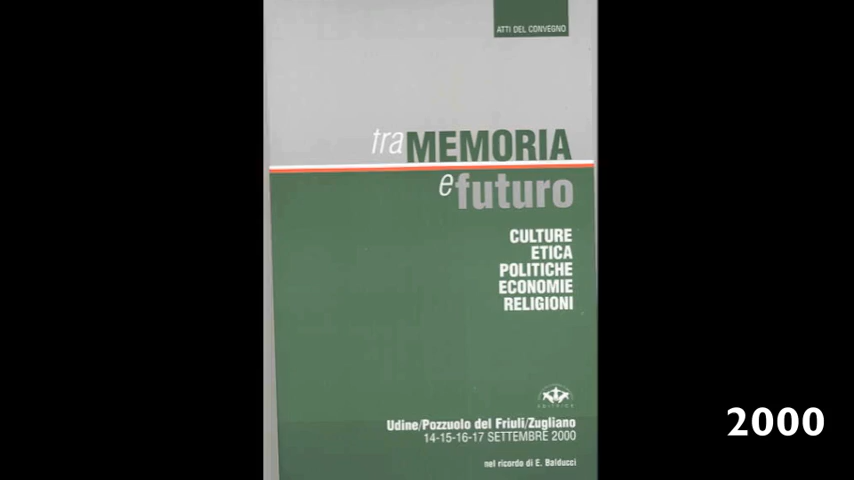 ATTI DEL CONVEGNO
tra MEMORIA
e futuro
CULTURE
ETICA
POLITICHE
ECONOMIE
RELIGIONI
EDITRICE
Udine/Pozzuolo del Friuli/Zugliano
14-15-16-17 SETTEMBRE 2000
nel ricordo di E. Balducci
2000